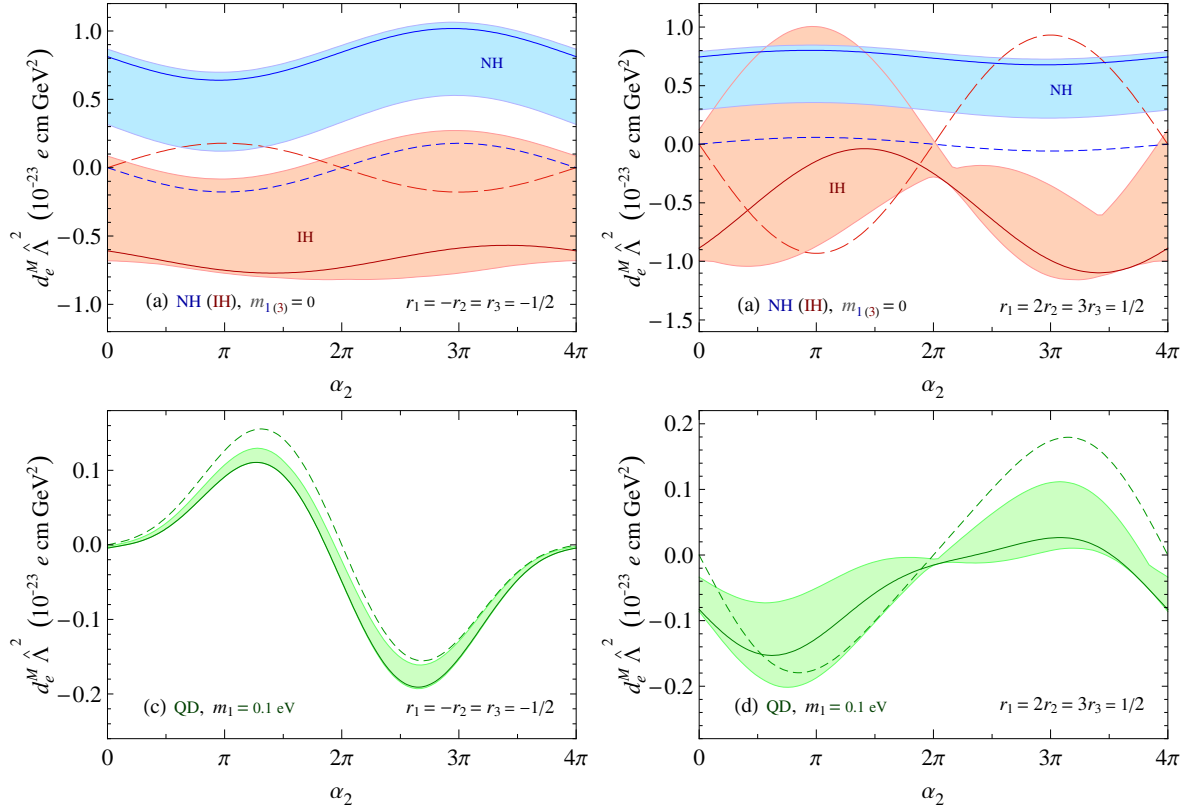 1.0
0.5
0.0
−0.5
−1.0
d_e^M Λ̂^2 (10^−23 e cm GeV^2)
NH
IH
(a) NH (IH), m_1(3) = 0
r_1 = −r_2 = r_3 = −1/2
0 π 2π 3π 4π
α_2
1.0
0.5
0.0
−0.5
−1.0
−1.5
d_e^M Λ̂^2 (10^−23 e cm GeV^2)
NH
IH
(a) NH (IH), m_1(3) = 0
r_1 = 2r_2 = 3r_3 = 1/2
0 π 2π 3π 4π
α_2
0.1
0.0
−0.1
−0.2
d_e^M Λ̂^2 (10^−23 e cm GeV^2)
(c) QD, m_1 = 0.1 eV
r_1 = −r_2 = r_3 = −1/2
0 π 2π 3π 4π
α_2
0.2
0.1
0.0
−0.1
−0.2
d_e^M Λ̂^2 (10^−23 e cm GeV^2)
(d) QD, m_1 = 0.1 eV
r_1 = 2r_2 = 3r_3 = 1/2
0 π 2π 3π 4π
α_2